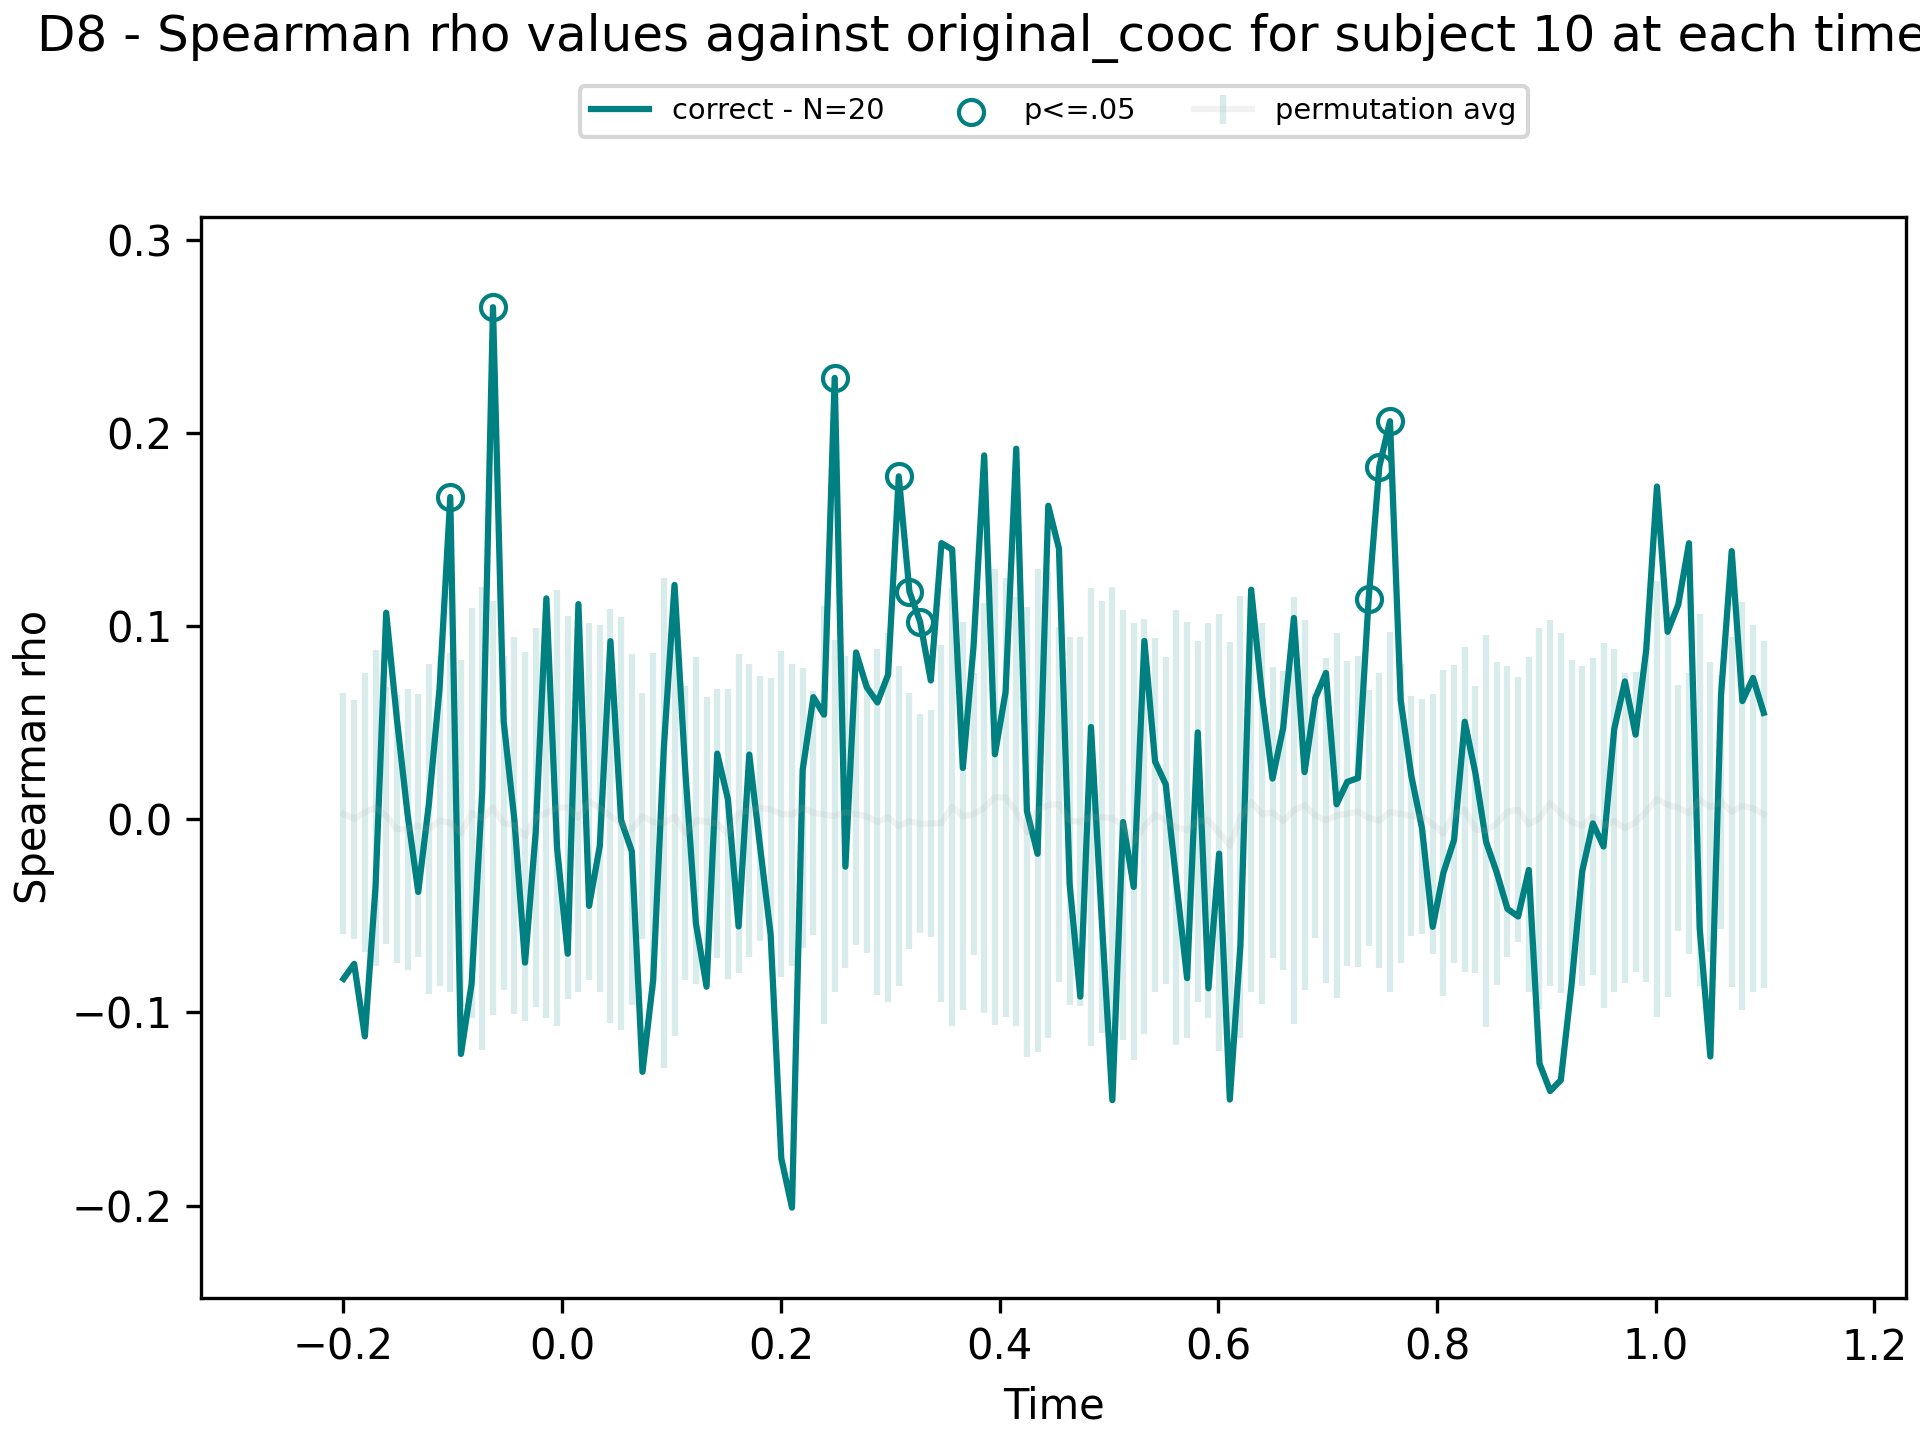 D8 - Spearman rho values against original_cooc for subject 10 at each time
correct - N=20 p<=.05 permutation avg
0.3
0.2
0.1
0.0
−0.1
−0.2
Spearman rho
−0.2 0.0 0.2 0.4 0.6 0.8 1.0 1.2
Time